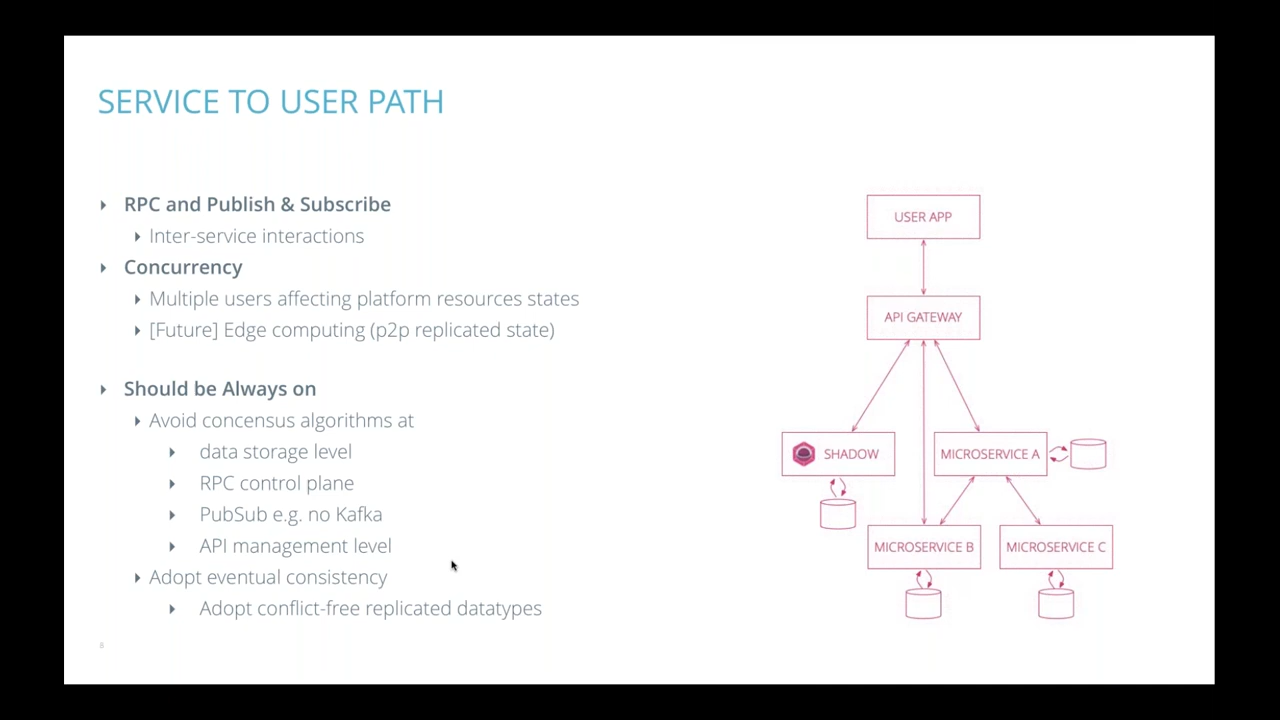 SERVICE TO USER PATH
RPC and Publish & Subscribe
Inter-service interactions
Concurrency
Multiple users affecting platform resources states
[Future] Edge computing (p2p replicated state)
Should be Always on
Avoid concensus algorithms at
data storage level
RPC control plane
PubSub e.g. no Kafka
API management level
Adopt eventual consistency
Adopt conflict-free replicated datatypes
8
USER APP
API GATEWAY
SHADOW
MICROSERVICE A
MICROSERVICE B
MICROSERVICE C